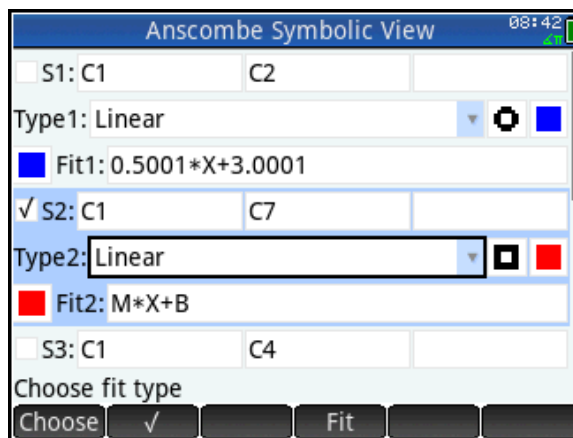 Anscombe Symbolic View 08:42
∠π
S1: C1 C2
Type1: Linear
Fit1: 0.5001*X+3.0001
√ S2: C1 C7
Type2: Linear
Fit2: M*X+B
S3: C1 C4
Choose fit type
Choose √ Fit